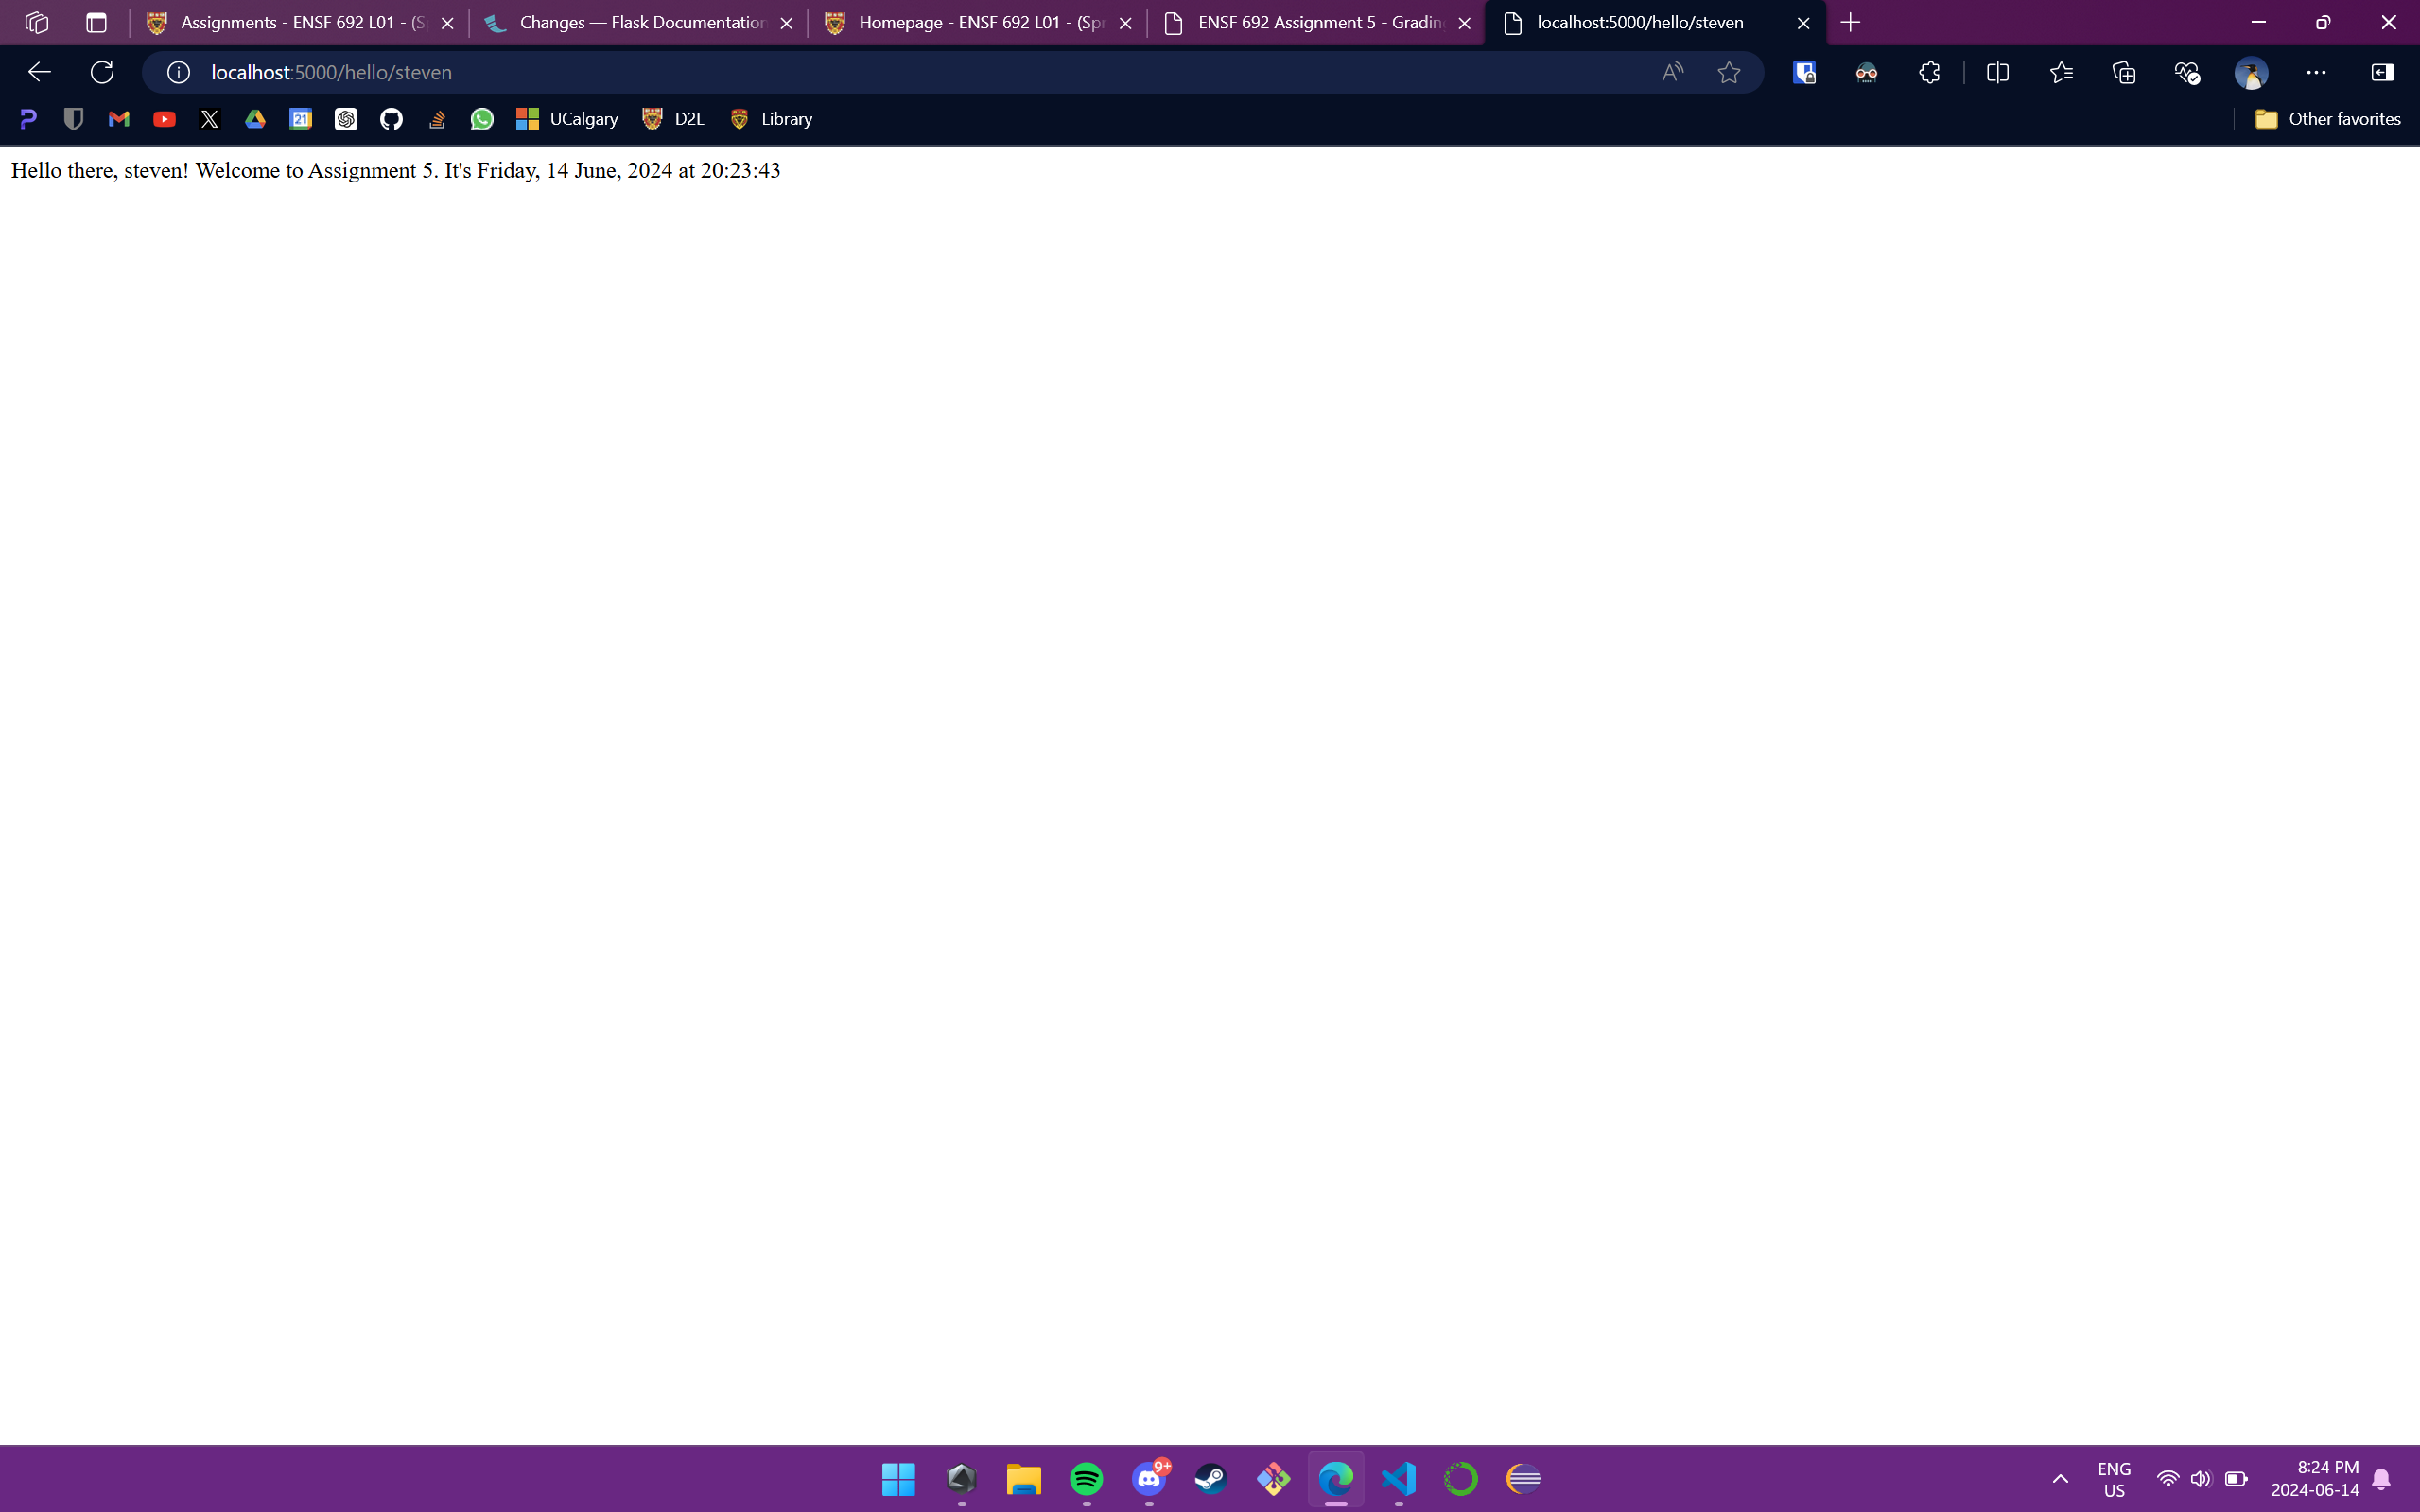 Assignments - ENSF 692 L01 - (S
Changes — Flask Documentation
Homepage - ENSF 692 L01 - (Spr
ENSF 692 Assignment 5 - Grading
localhost:5000/hello/steven
localhost:5000/hello/steven
21
UCalgary
D2L
Library
Other favorites
Hello there, steven! Welcome to Assignment 5. It's Friday, 14 June, 2024 at 20:23:43
9+
ENG
US
8:24 PM
2024-06-14